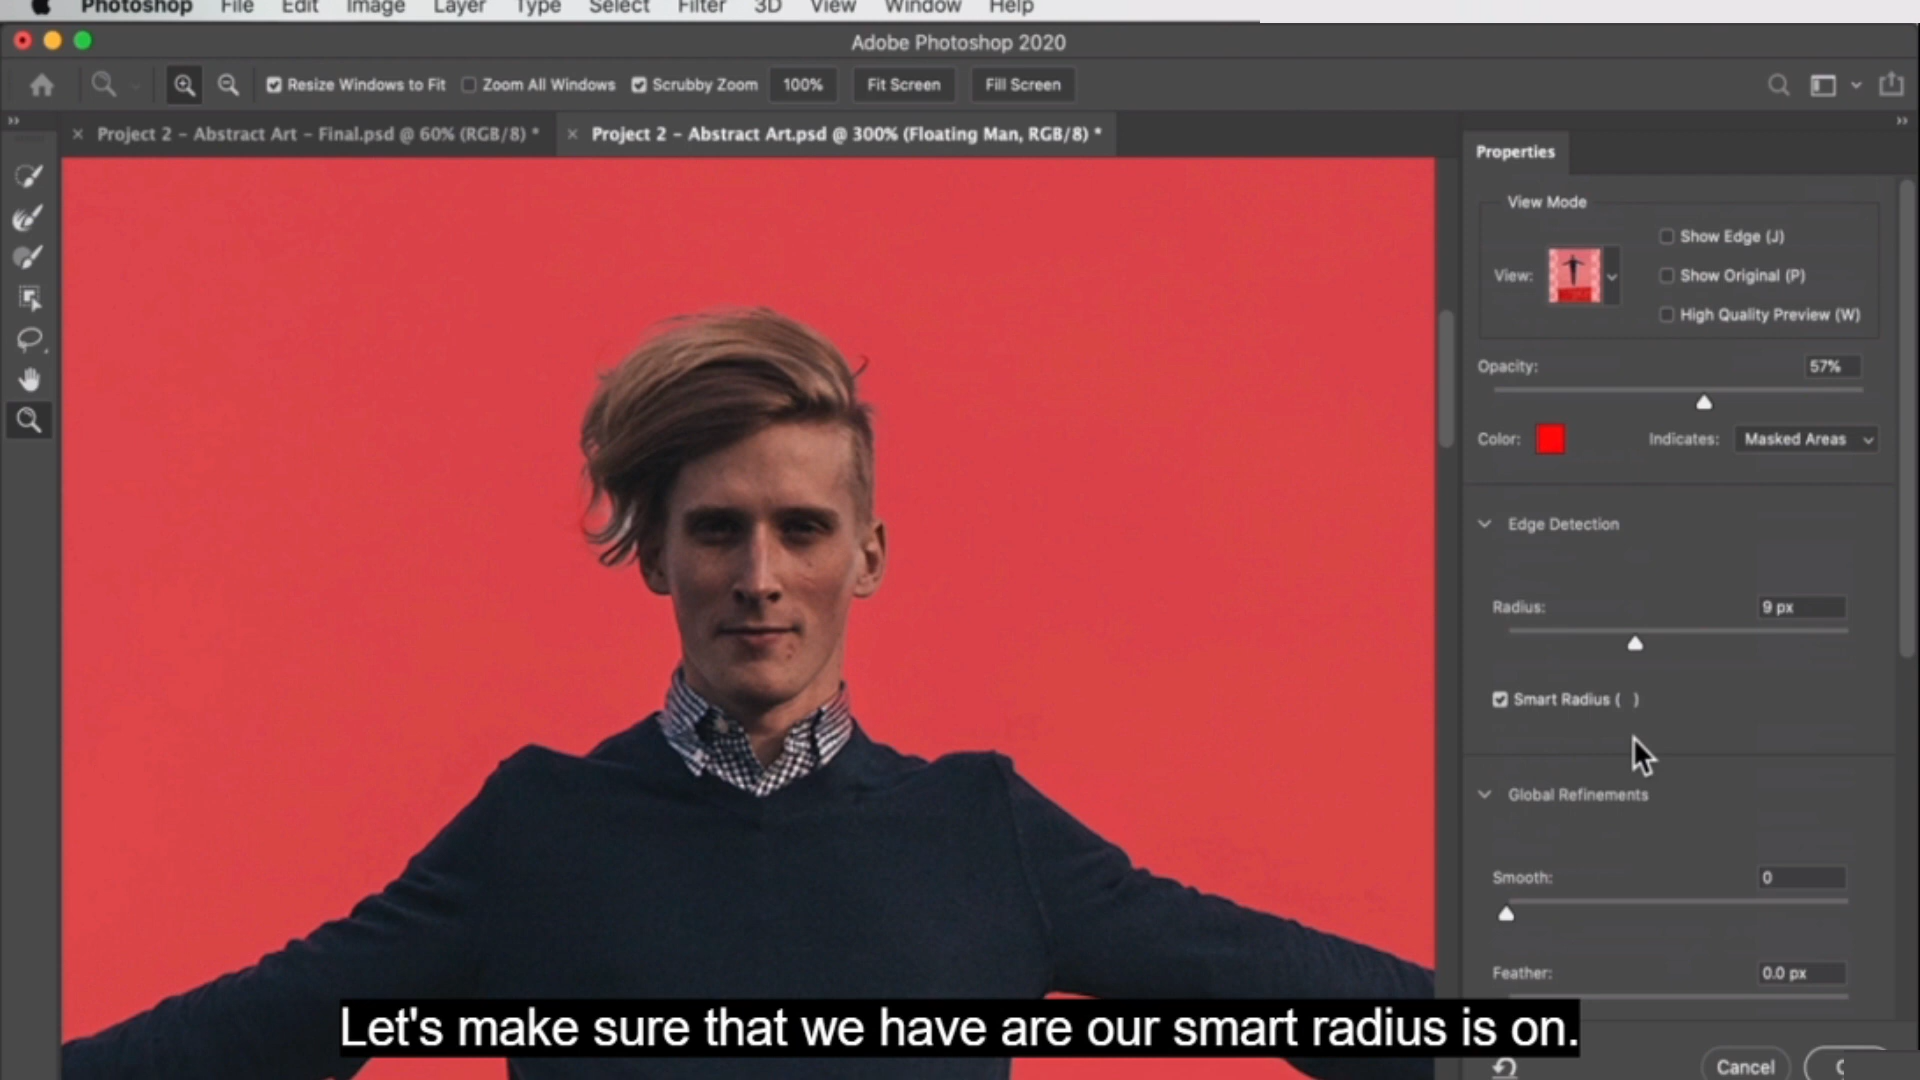 Photoshop File Edit Image Layer Type Select Filter 3D View Window Help
Adobe Photoshop 2020
Resize Windows to Fit Zoom All Windows Scrubby Zoom 100% Fit Screen Fill Screen
Project 2 - Abstract Art - Final.psd @ 60% (RGB/8) *
Project 2 - Abstract Art.psd @ 300% (Floating Man, RGB/8) *
Properties
View Mode
View:
Show Edge (J)
Show Original (P)
High Quality Preview (W)
Opacity: 57%
Color: Indicates: Masked Areas
Edge Detection
Radius: 9 px
Smart Radius ( )
Global Refinements
Smooth: 0
Feather: 0.0 px
Let's make sure that we have are our smart radius is on.
Cancel